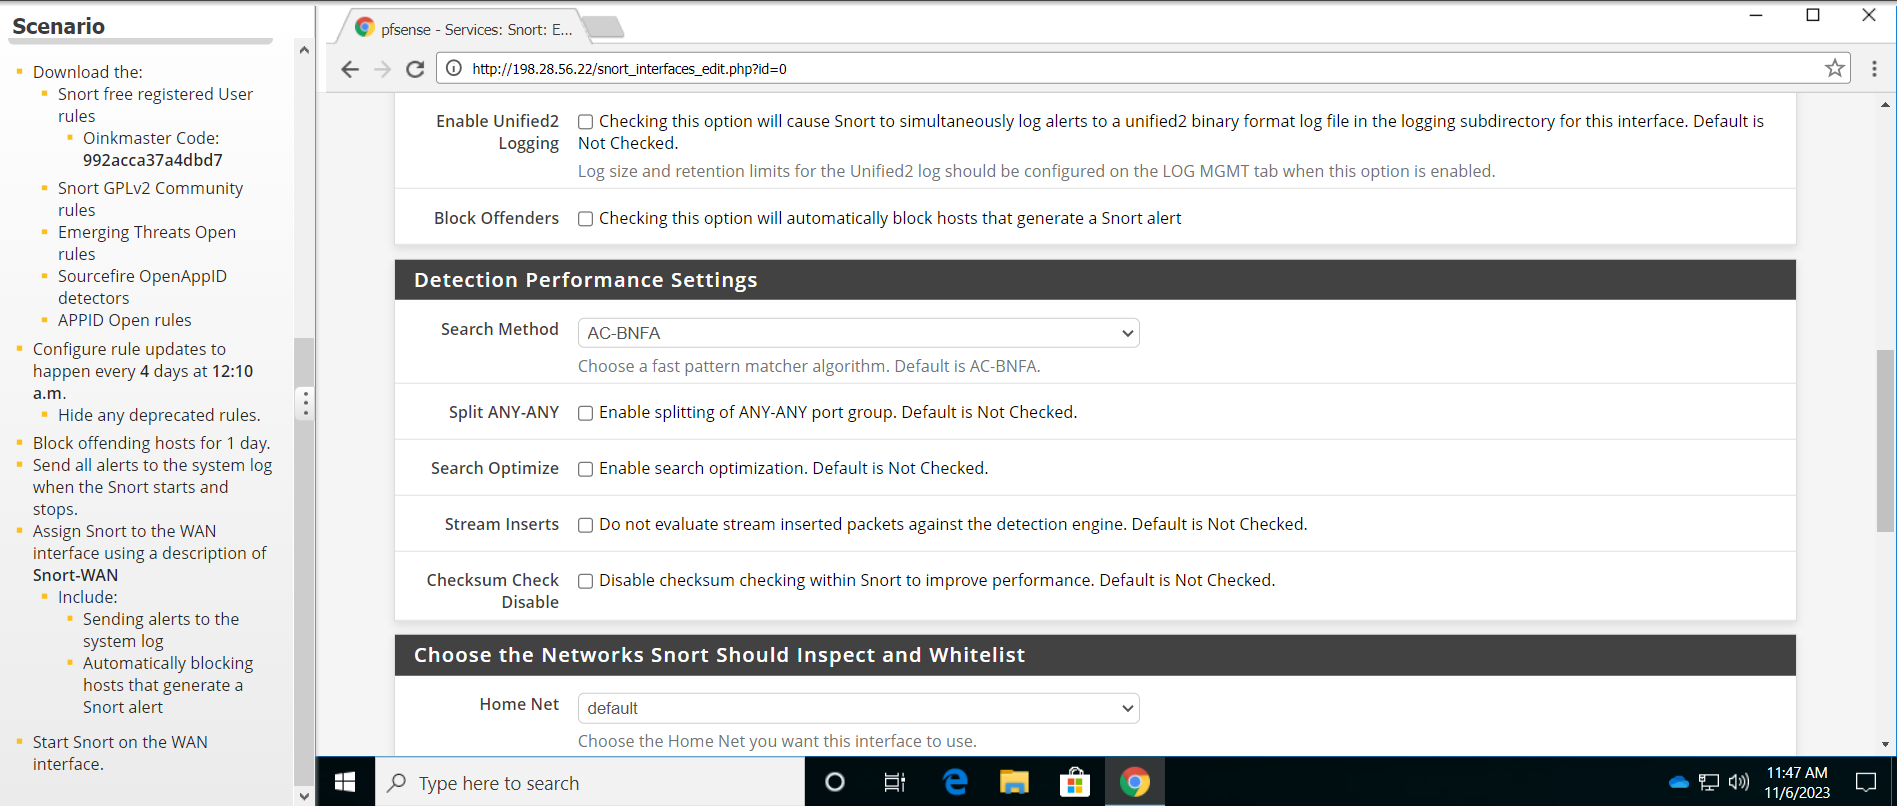 Scenario
Download the:
Snort free registered User
rules
Oinkmaster Code:
992acca37a4dbd7
Snort GPLv2 Community
rules
Emerging Threats Open
rules
Sourcefire OpenAppID
detectors
APPID Open rules
Configure rule updates to
happen every 4 days at 12:10
a.m.
Hide any deprecated rules.
Block offending hosts for 1 day.
Send all alerts to the system log
when the Snort starts and
stops.
Assign Snort to the WAN
interface using a description of
Snort-WAN
Include:
Sending alerts to the
system log
Automatically blocking
hosts that generate a
Snort alert
Start Snort on the WAN
interface.
pfsense - Services: Snort: E...
http://198.28.56.22/snort_interfaces_edit.php?id=0
Enable Unified2
Logging
Checking this option will cause Snort to simultaneously log alerts to a unified2 binary format log file in the logging subdirectory for this interface. Default is
Not Checked.
Log size and retention limits for the Unified2 log should be configured on the LOG MGMT tab when this option is enabled.
Block Offenders
Checking this option will automatically block hosts that generate a Snort alert
Detection Performance Settings
Search Method
AC-BNFA
Choose a fast pattern matcher algorithm. Default is AC-BNFA.
Split ANY-ANY
Enable splitting of ANY-ANY port group. Default is Not Checked.
Search Optimize
Enable search optimization. Default is Not Checked.
Stream Inserts
Do not evaluate stream inserted packets against the detection engine. Default is Not Checked.
Checksum Check
Disable
Disable checksum checking within Snort to improve performance. Default is Not Checked.
Choose the Networks Snort Should Inspect and Whitelist
Home Net
default
Choose the Home Net you want this interface to use.
Type here to search
11:47 AM
11/6/2023